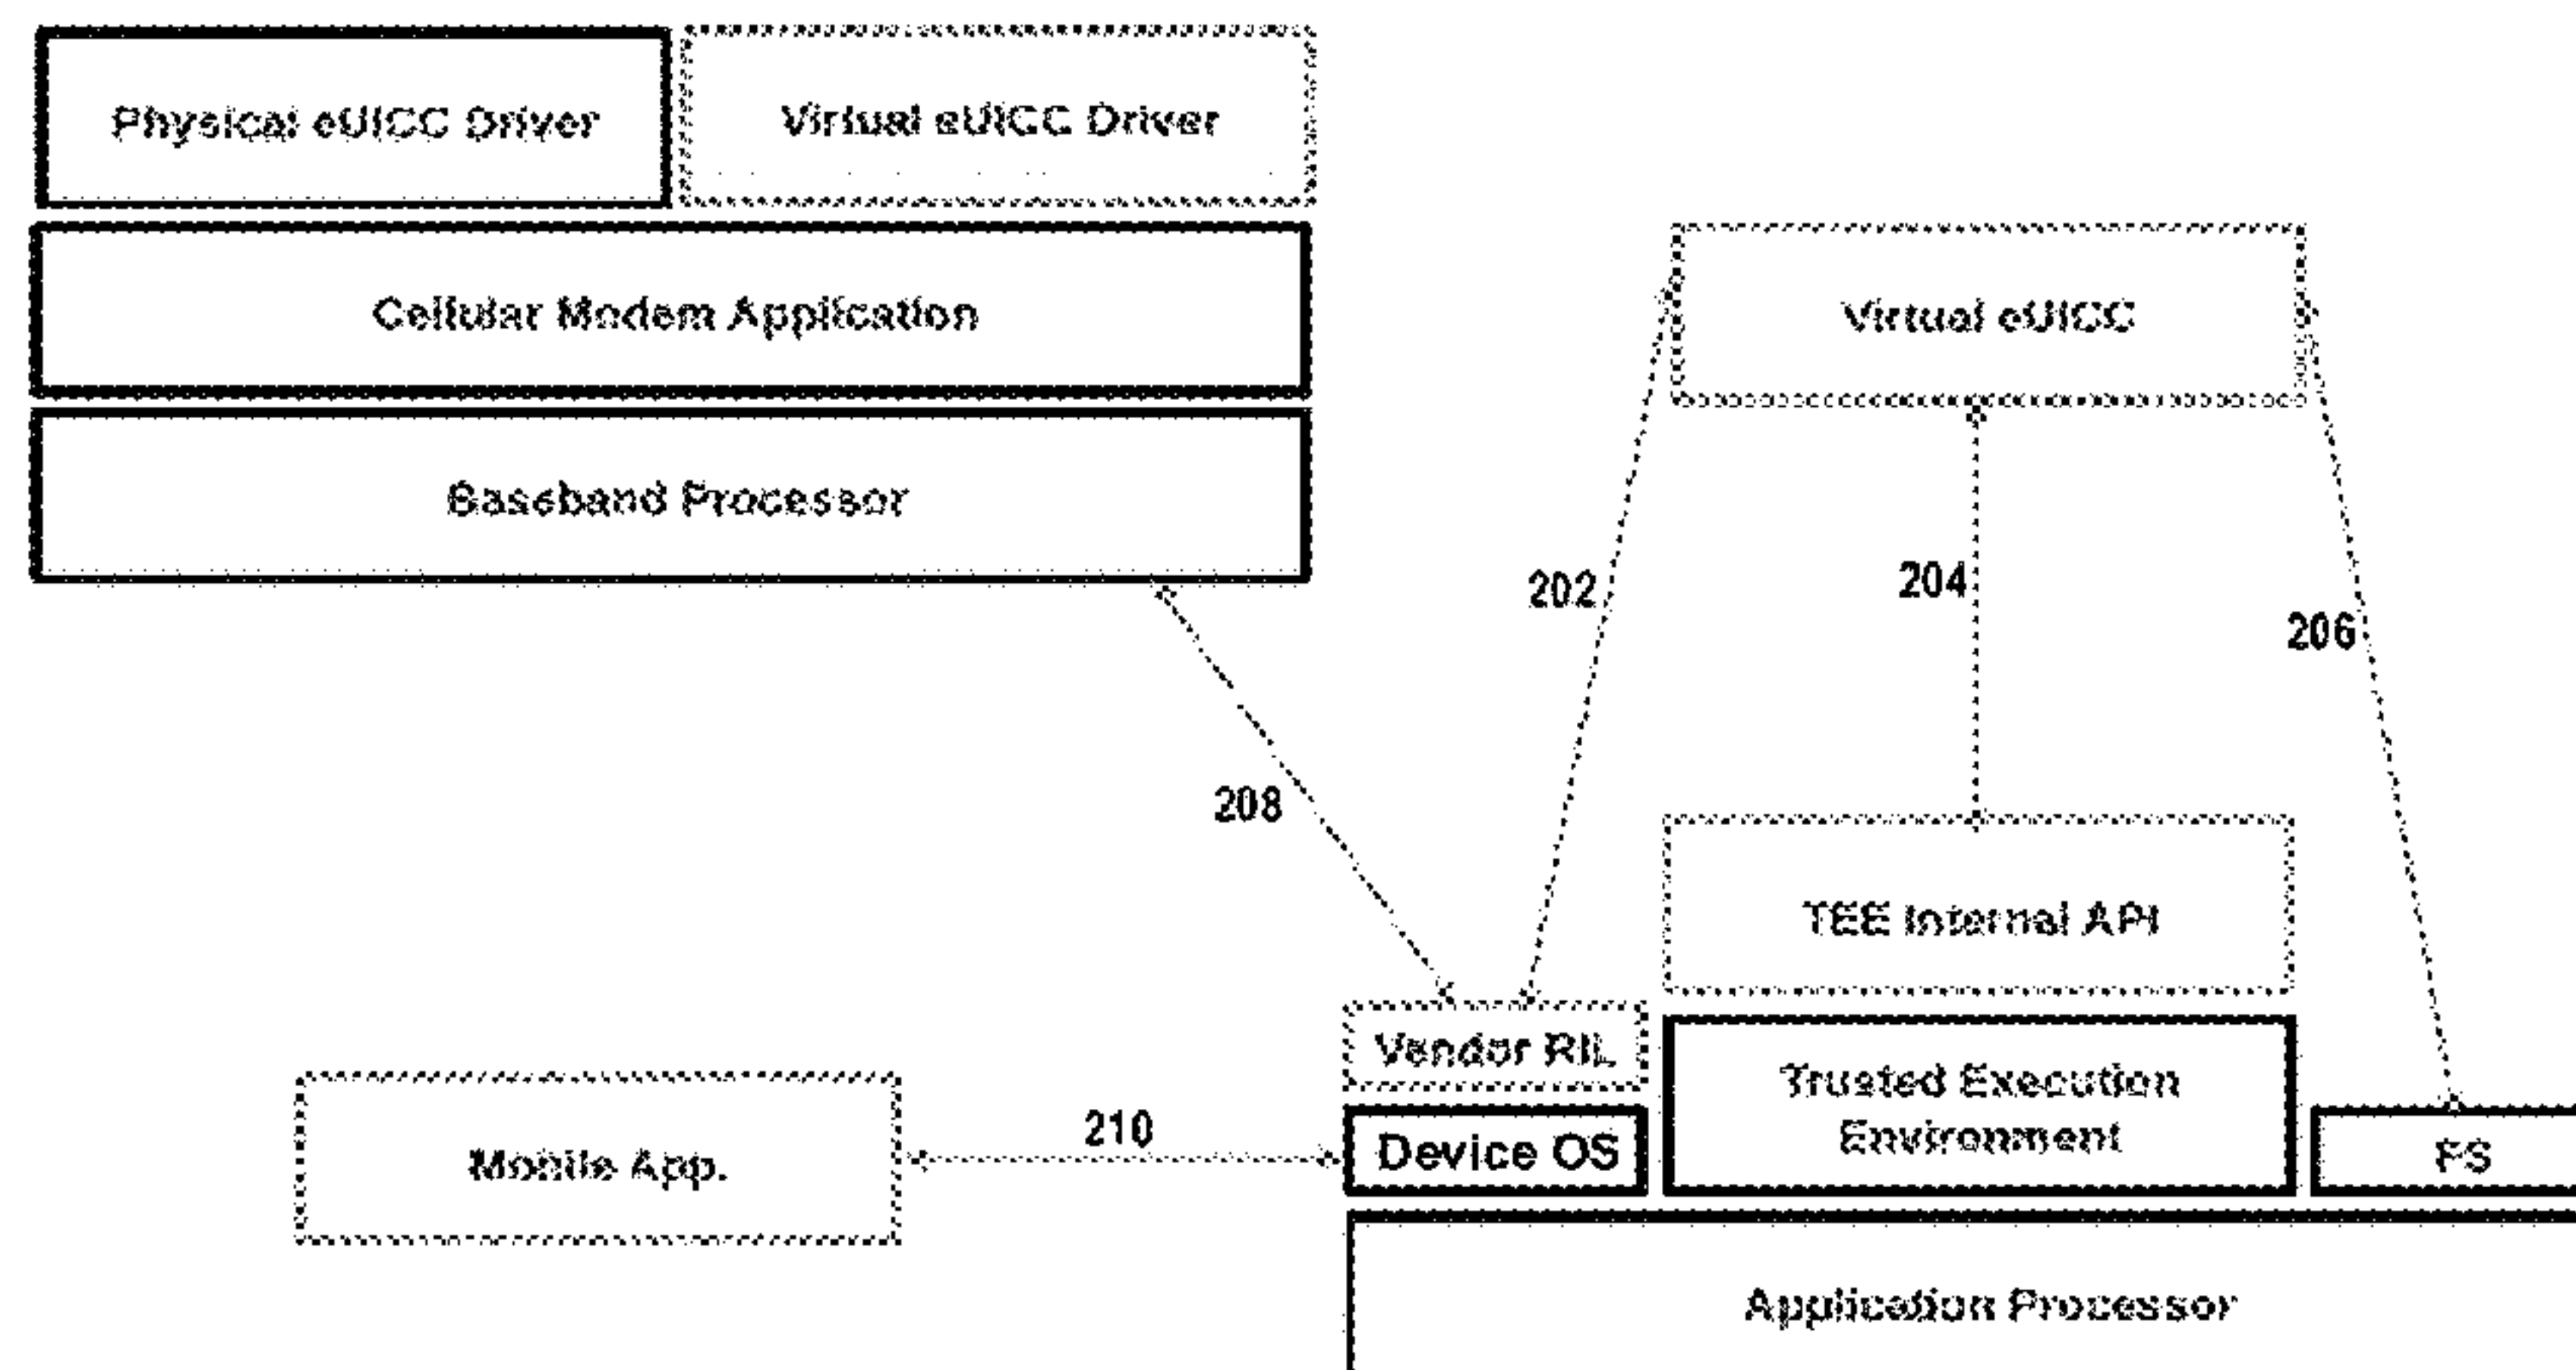 Physical eUICC Driver
Virtual eUICC Driver
Cellular Modem Application
Virtual eUICC
Baseband Processor
202
204
206
208
TEE Internal API
Vendor RIL
Trusted Execution
Environment
Mobile App.
210
Device OS
FS
Application Processor